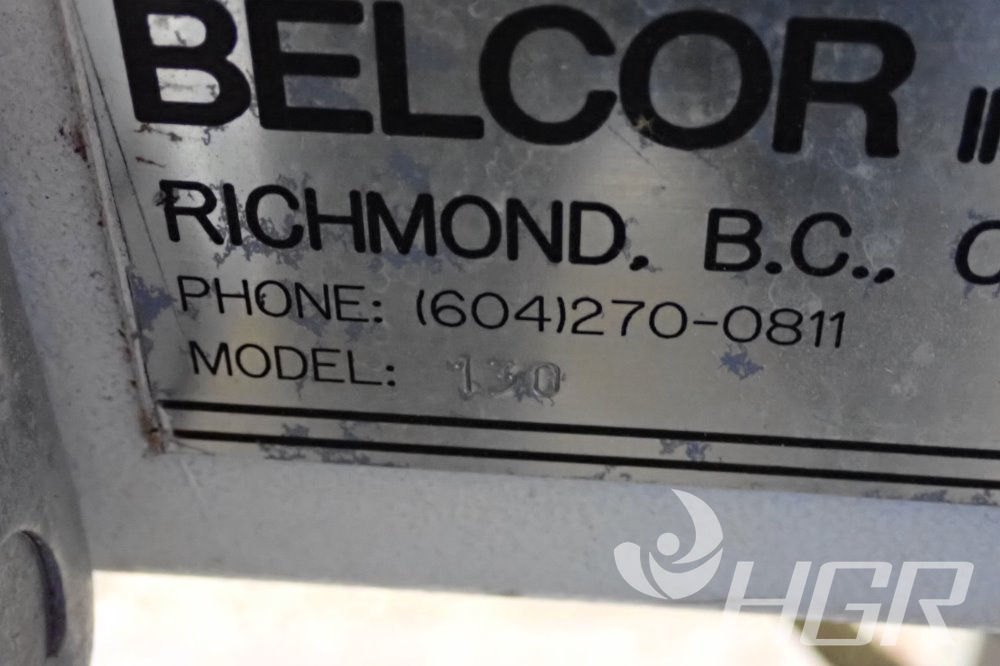 BELCOR
RICHMOND, B.C.,
PHONE: (604)270-0811
MODEL: 130
HGR